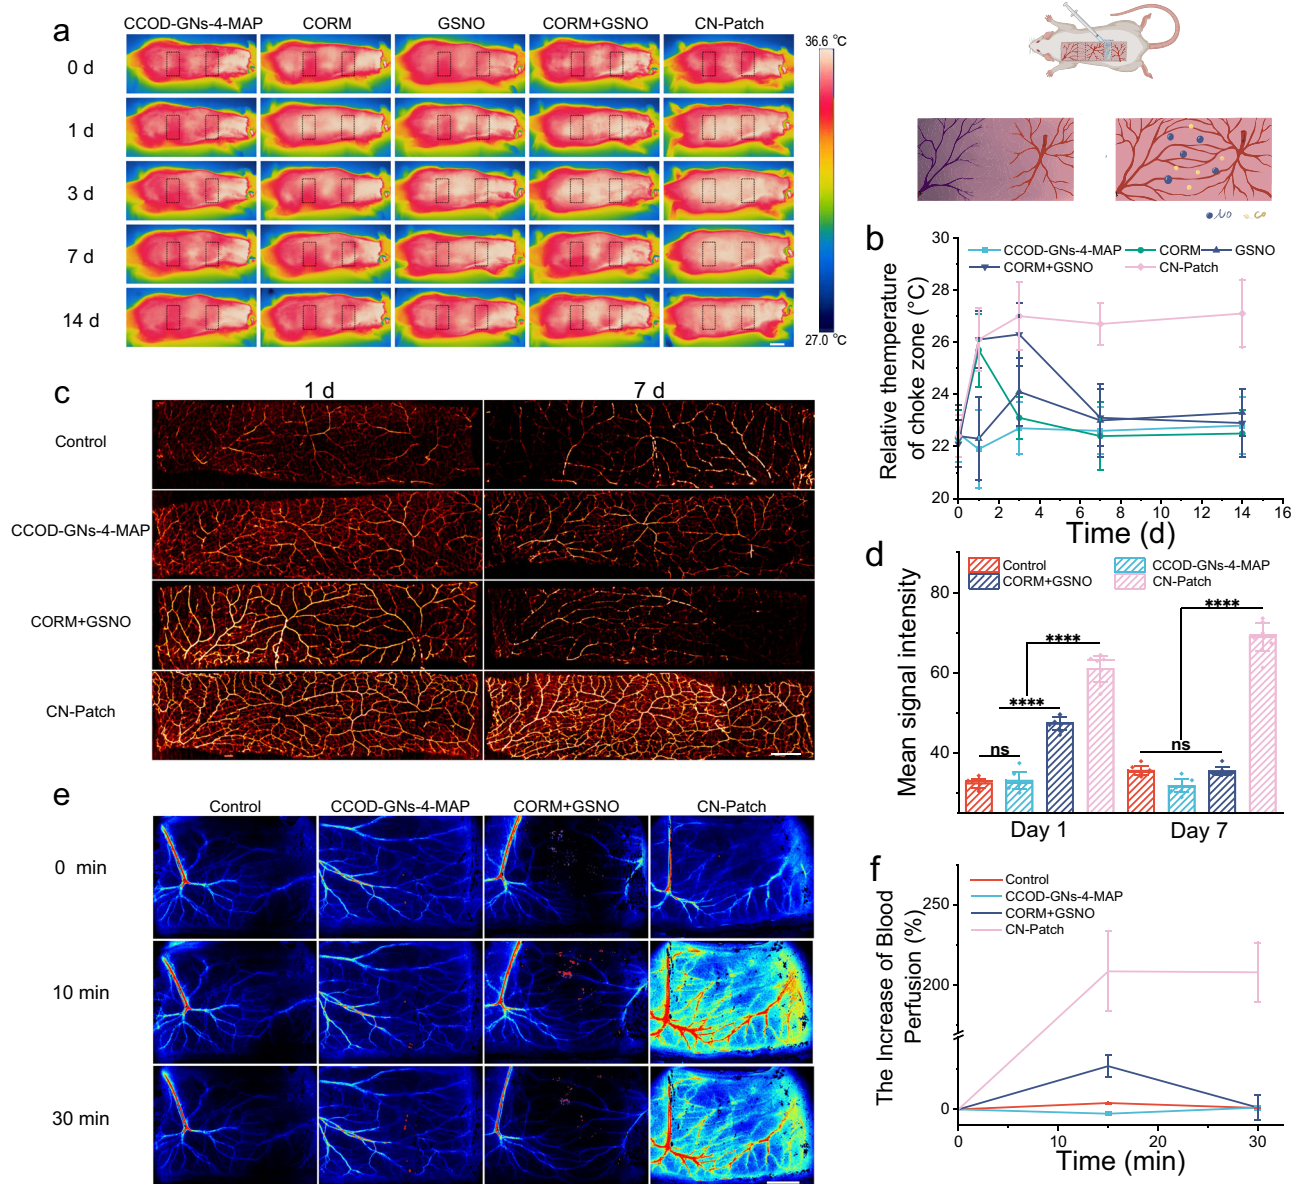 a
CCOD-GNs-4-MAP CORM GSNO CORM+GSNO CN-Patch
0 d
1 d
3 d
7 d
14 d
36.6 °C
27.0 °C
NO CO
b
Relative themperature
of choke zone (°C)
30
28
26
24
22
20
CCOD-GNs-4-MAP CORM GSNO
CORM+GSNO CN-Patch
0 2 4 6 8 10 12 14 16
Time (d)
c
1 d 7 d
Control
CCOD-GNs-4-MAP
CORM+GSNO
CN-Patch
d
Mean signal intensity
80
60
40
Control CCOD-GNs-4-MAP
CORM+GSNO CN-Patch
ns **** ****
ns ****
Day 1 Day 7
e
Control CCOD-GNs-4-MAP CORM+GSNO CN-Patch
0 min
10 min
30 min
f
The Increase of Blood
Perfusion (%)
250
200
0
Control
CCOD-GNs-4-MAP
CORM+GSNO
CN-Patch
0 10 20 30
Time (min)